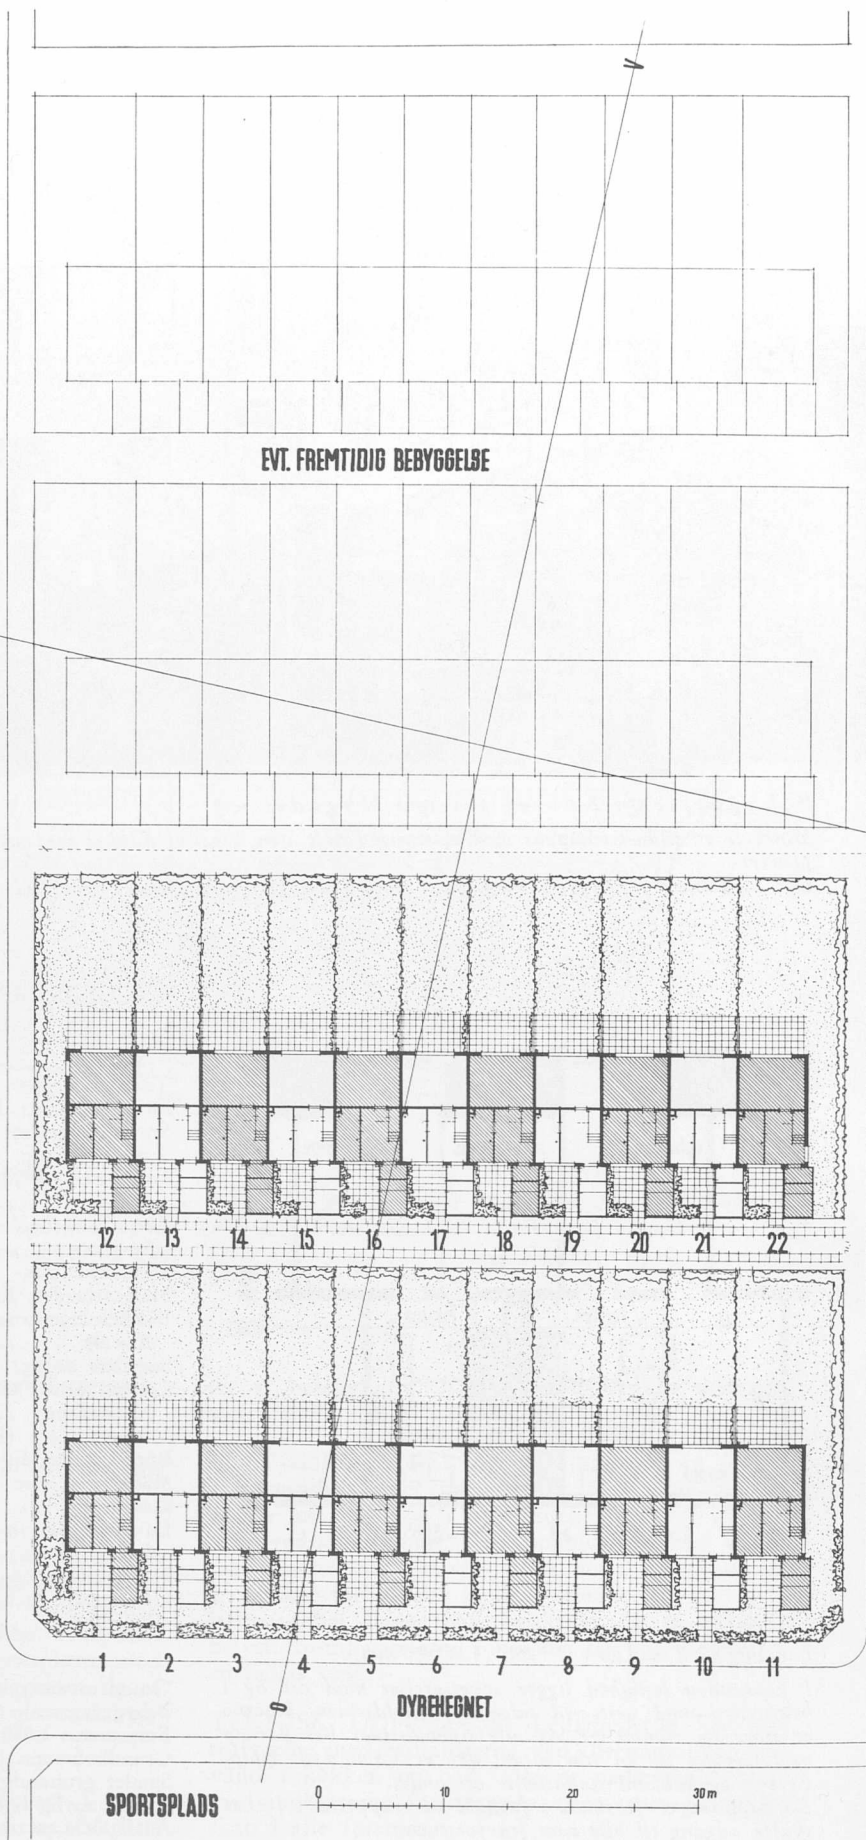 V
EVT. FREMTIDIG BEBYGGELSE
12 13 14 15 16 17 18 19 20 21 22
1 2 3 4 5 6 7 8 9 10 11
O
DYREHEGNET
SPORTSPLADS
0 10 20 30 m